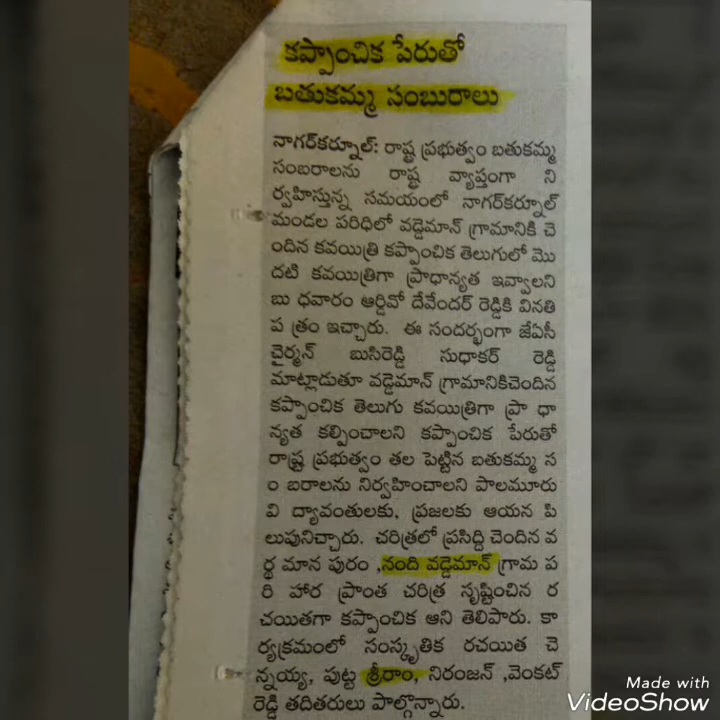 కప్పాంచిక పేరుతో
బతుకమ్మ సంబురాలు
నాగర్‌కర్నూల్: రాష్ట్ర ప్రభుత్వం బతుకమ్మ
సంబరాలను రాష్ట్ర వ్యాప్తంగా ని
ర్వహిస్తున్న సమయంలో నాగర్‌కర్నూల్
మండల పరిధిలో వడ్డెమాన్ గ్రామానికి చె
దిన కవయిత్రి కప్పాంచిక తెలుగులో మొ
దటి కవయిత్రిగా ప్రాధాన్యత ఇవ్వాలని
బు ధవారం ఆర్డివో దేవేందర్ రెడ్డికి వినతి
ప త్రం ఇచ్చారు. ఈ సందర్భంగా జేఏసీ
చైర్మన్ బుసిరెడ్డి సుధాకర్ రెడ్డి
మాట్లాడుతూ వడ్డెమాన్ గ్రామానికిచెందిన
కప్పాంచిక తెలుగు కవయిత్రిగా ప్రా ధా
న్యత కల్పించాలని కప్పాంచిక పేరుతో
రాష్ట్ర ప్రభుత్వం తల పెట్టిన బతుకమ్మ స
ం బరాలను నిర్వహించాలని పాలమూరు
వి ద్యావంతులకు, ప్రజలకు ఆయన పి
లుపునిచ్చారు. చరిత్రలో ప్రసిద్ది చెందిన వ
ర్థ మాన పురం ,నంది వడ్డెమాన్ గ్రామ ప
రి హార ప్రాంత చరిత్ర సృష్టించిన ర
చయితగా కప్పాంచిక ఆని తెలిపారు. కా
ర్యక్రమంలో సంస్కృతిక రచయిత చె
న్నయ్య, పుట్ట శ్రీరాం, నిరంజన్ ,వెంకట్
రెడ్డి తదితరులు పాల్గొన్నారు.
Made with
VideoShow